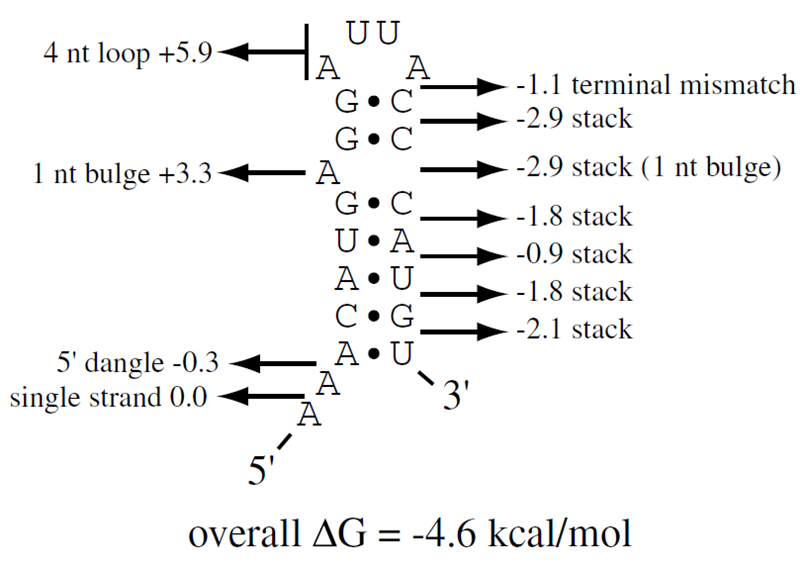 U U
4 nt loop +5.9
A A
-1.1 terminal mismatch
G • C
-2.9 stack
G • C
1 nt bulge +3.3
A
-2.9 stack (1 nt bulge)
G • C
-1.8 stack
U • A
-0.9 stack
A • U
-1.8 stack
C • G
-2.1 stack
A • U
5' dangle -0.3
A
3'
single strand 0.0
A
5'
overall ΔG = -4.6 kcal/mol